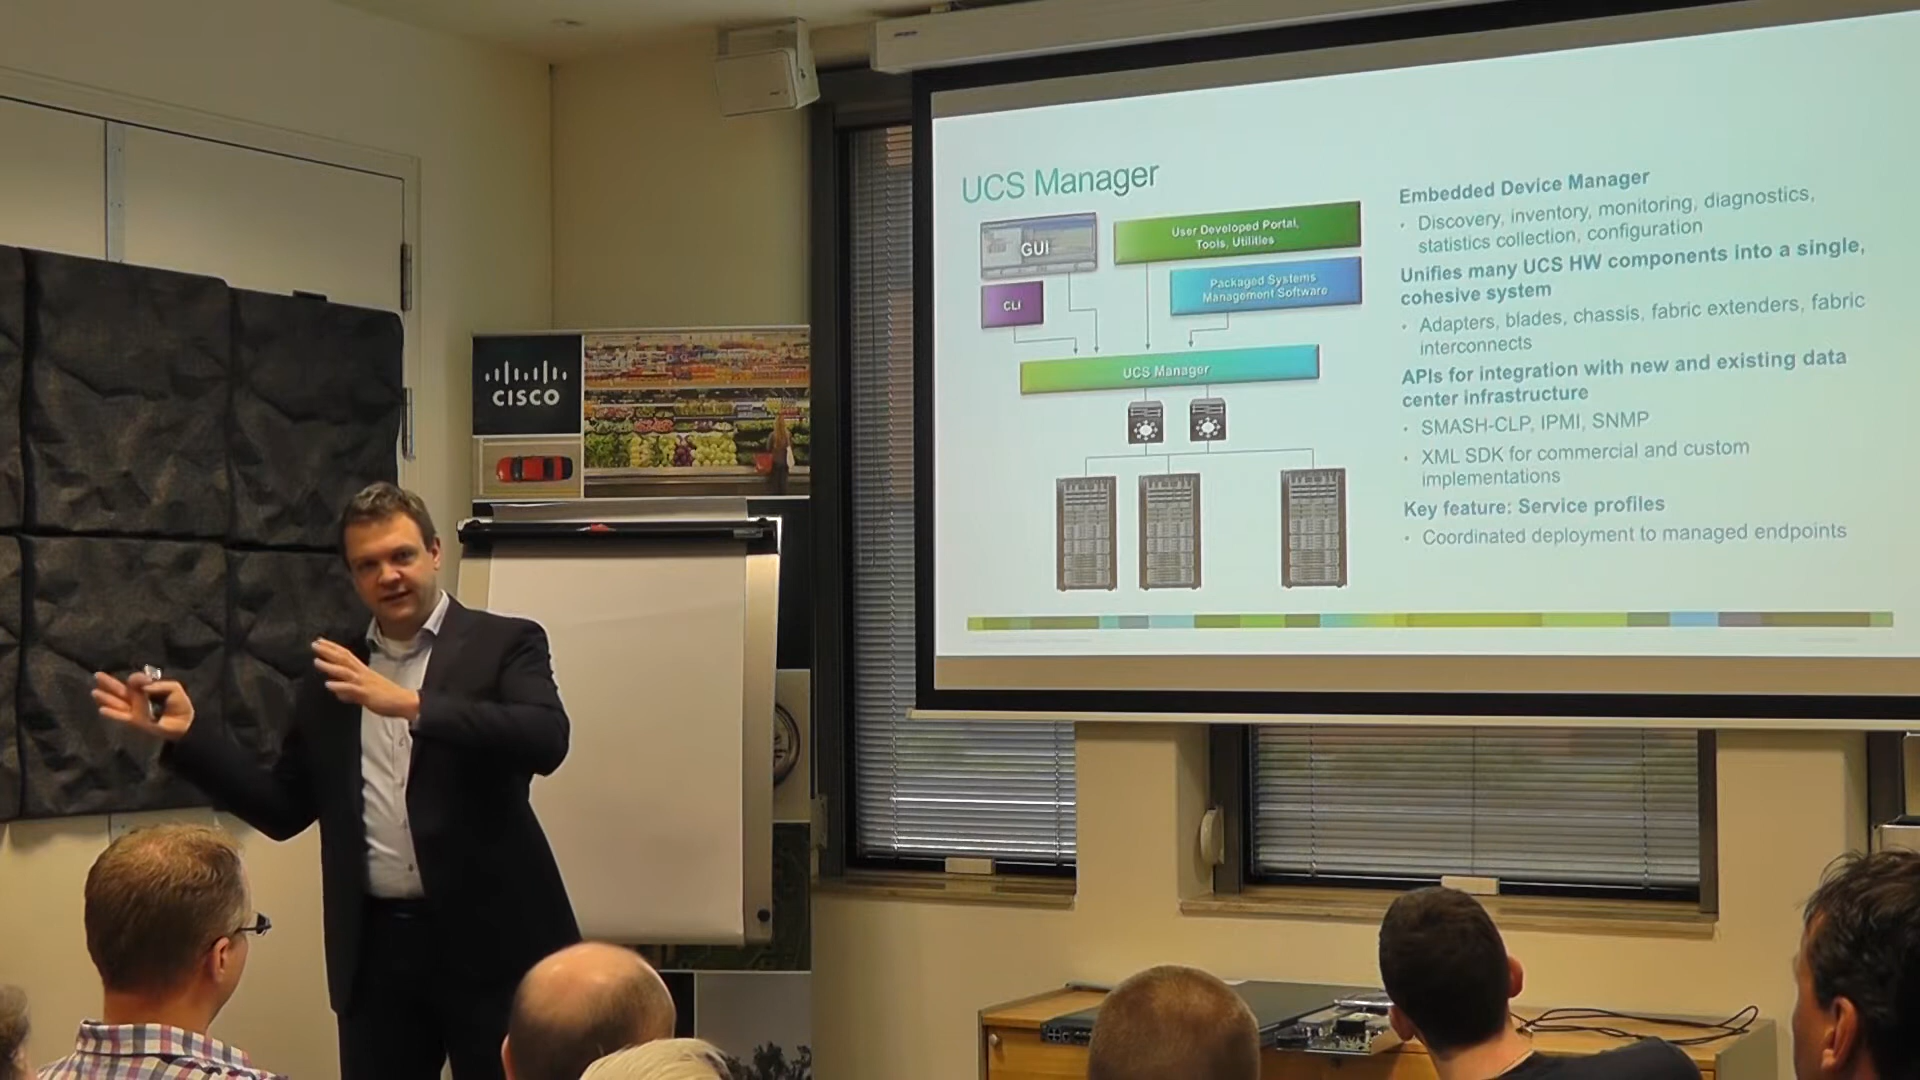 UCS Manager
GUI
User Developed Portal,
Tools, Utilities
CLI
Packaged Systems
Management Software
UCS Manager
Embedded Device Manager
• Discovery, inventory, monitoring, diagnostics,
statistics collection, configuration
Unifies many UCS HW components into a single,
cohesive system
• Adapters, blades, chassis, fabric extenders, fabric
interconnects
APIs for integration with new and existing data
center infrastructure
• SMASH-CLP, IPMI, SNMP
• XML SDK for commercial and custom
implementations
Key feature: Service profiles
• Coordinated deployment to managed endpoints
CISCO